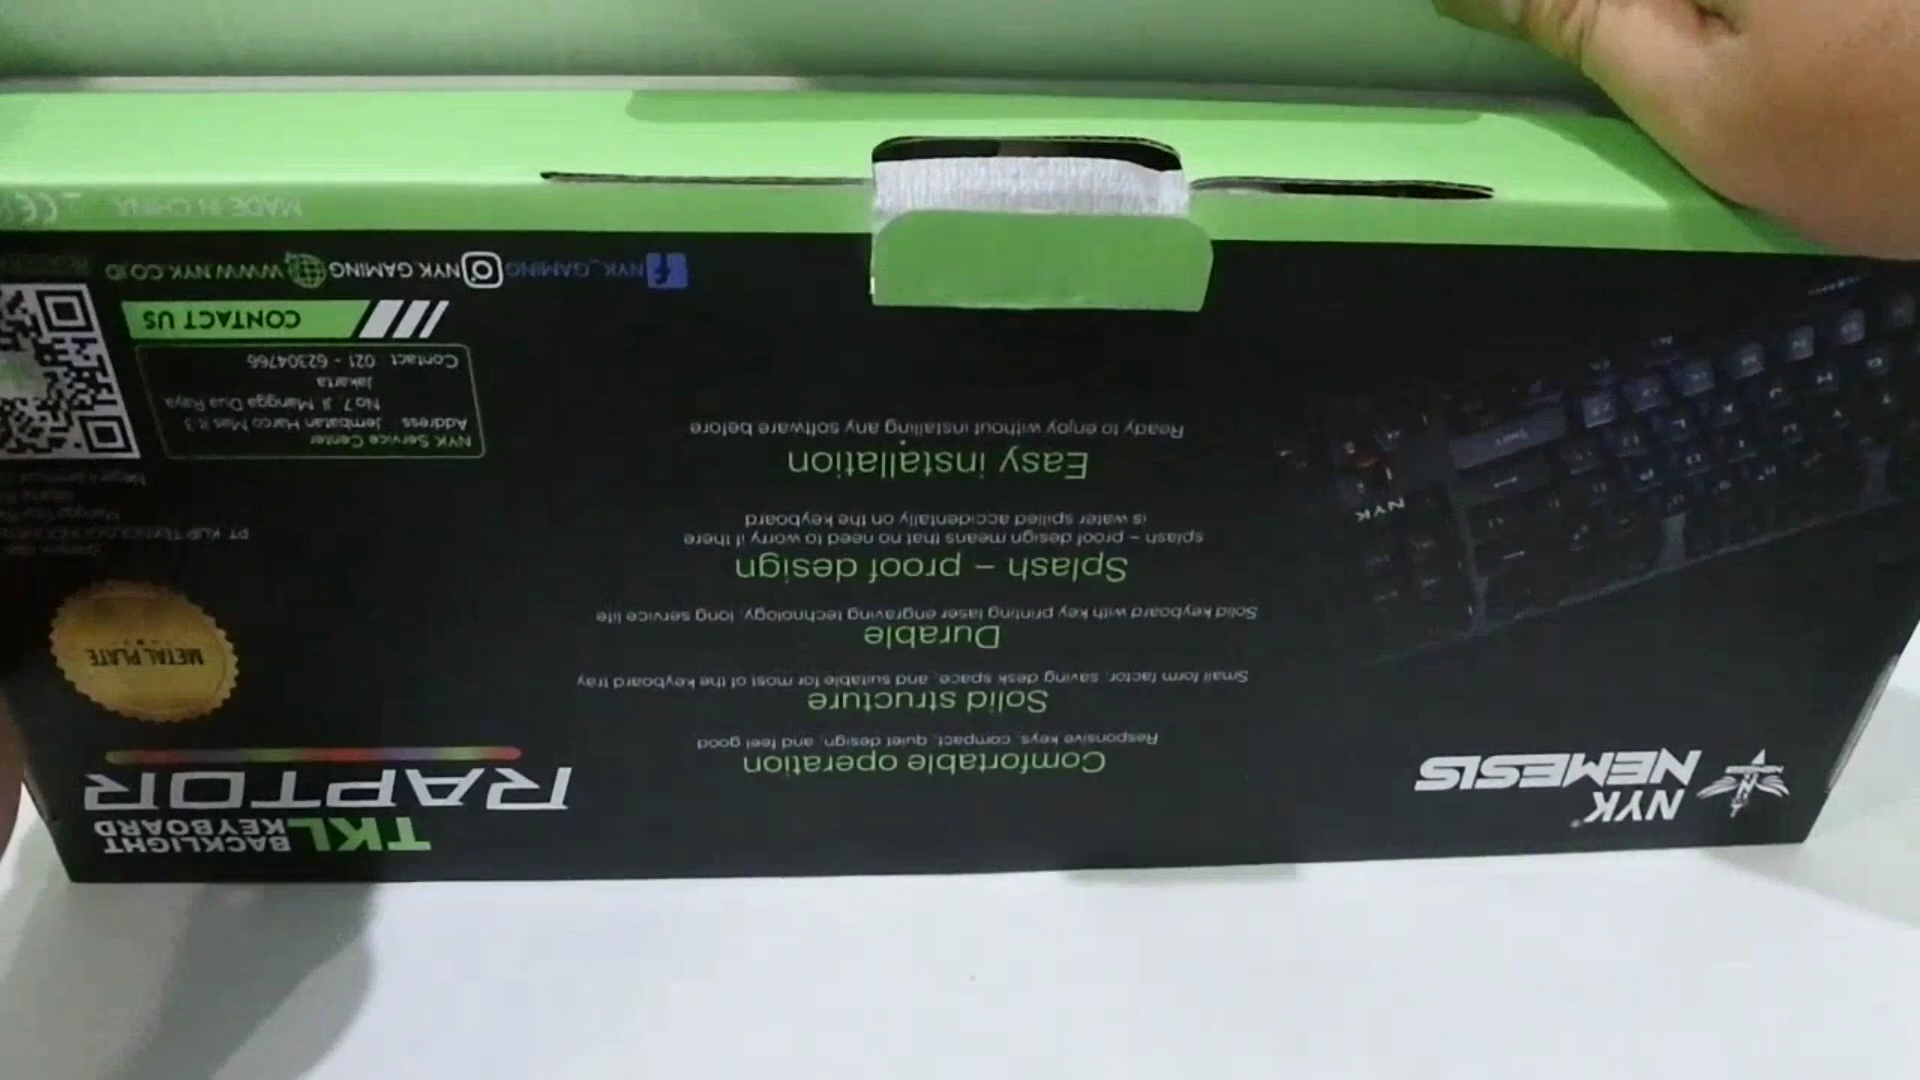 NYK
NEMESIS
TKL
BACKLIGHT
KEYBOARD
RAPTOR
METAL PLATE
Comfortable operation
Responsive keys, compact, quiet design, and feel good
Solid structure
Small form factor, saving desk space, and suitable for most of the keyboard tray
Durable
Solid keyboard with key printing laser engraving technology, long service life
Splash - proof design
splash - proof design means that no need to worry if there
is water spilled accidentally on the keyboard
Easy installation
Ready to enjoy without installing any software before
NYK
NYK Service Center
Address Jembatan Harco Mas B.3
No.7. Jl Mangga Dua Raya
Jakarta
Contact 021 - 62304766
CONTACT US
NYK_GAMING NYK GAMING WWW.NYK.CO.ID
MADE IN CHINA CE